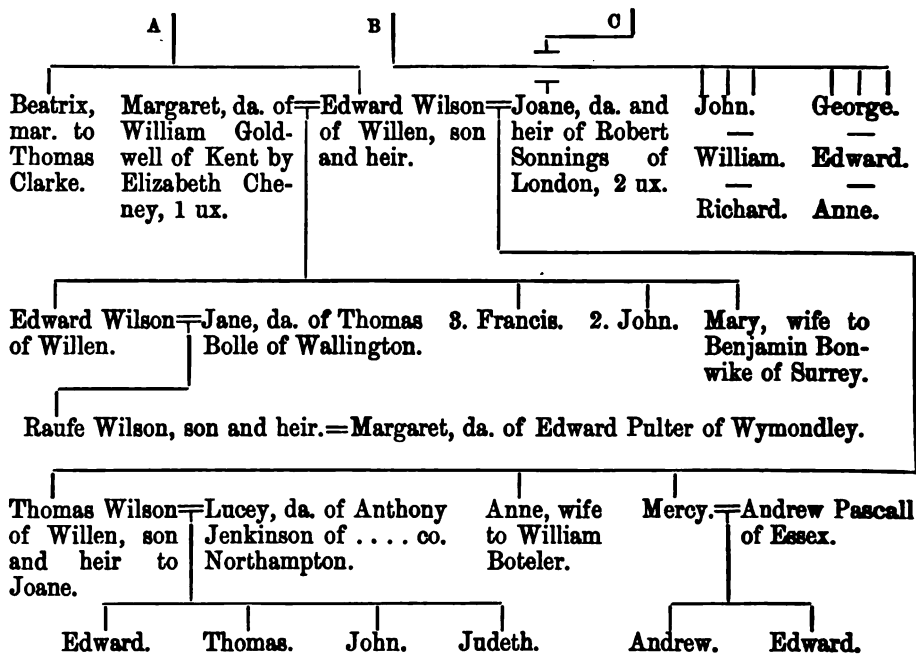 A
B
C
Beatrix,
mar. to
Thomas
Clarke.
Margaret, da. of
William Gold-
well of Kent by
Elizabeth Che-
ney, 1 ux.
Edward Wilson
of Willen, son
and heir.
Joane, da. and
heir of Robert
Sonnings of
London, 2 ux.
John.
—
William.
—
Richard.
George.
—
Edward.
—
Anne.
Edward Wilson
of Willen.
Jane, da. of Thomas
Bolle of Wallington.
3. Francis.
2. John.
Mary, wife to
Benjamin Bon-
wike of Surrey.
Raufe Wilson, son and heir.=Margaret, da. of Edward Pulter of Wymondley.
Thomas Wilson
of Willen, son
and heir to
Joane.
Lucey, da. of Anthony
Jenkinson of .... co.
Northampton.
Anne, wife
to William
Boteler.
Mercy.
Andrew Pascall
of Essex.
Edward.
Thomas.
John.
Judeth.
Andrew.
Edward.